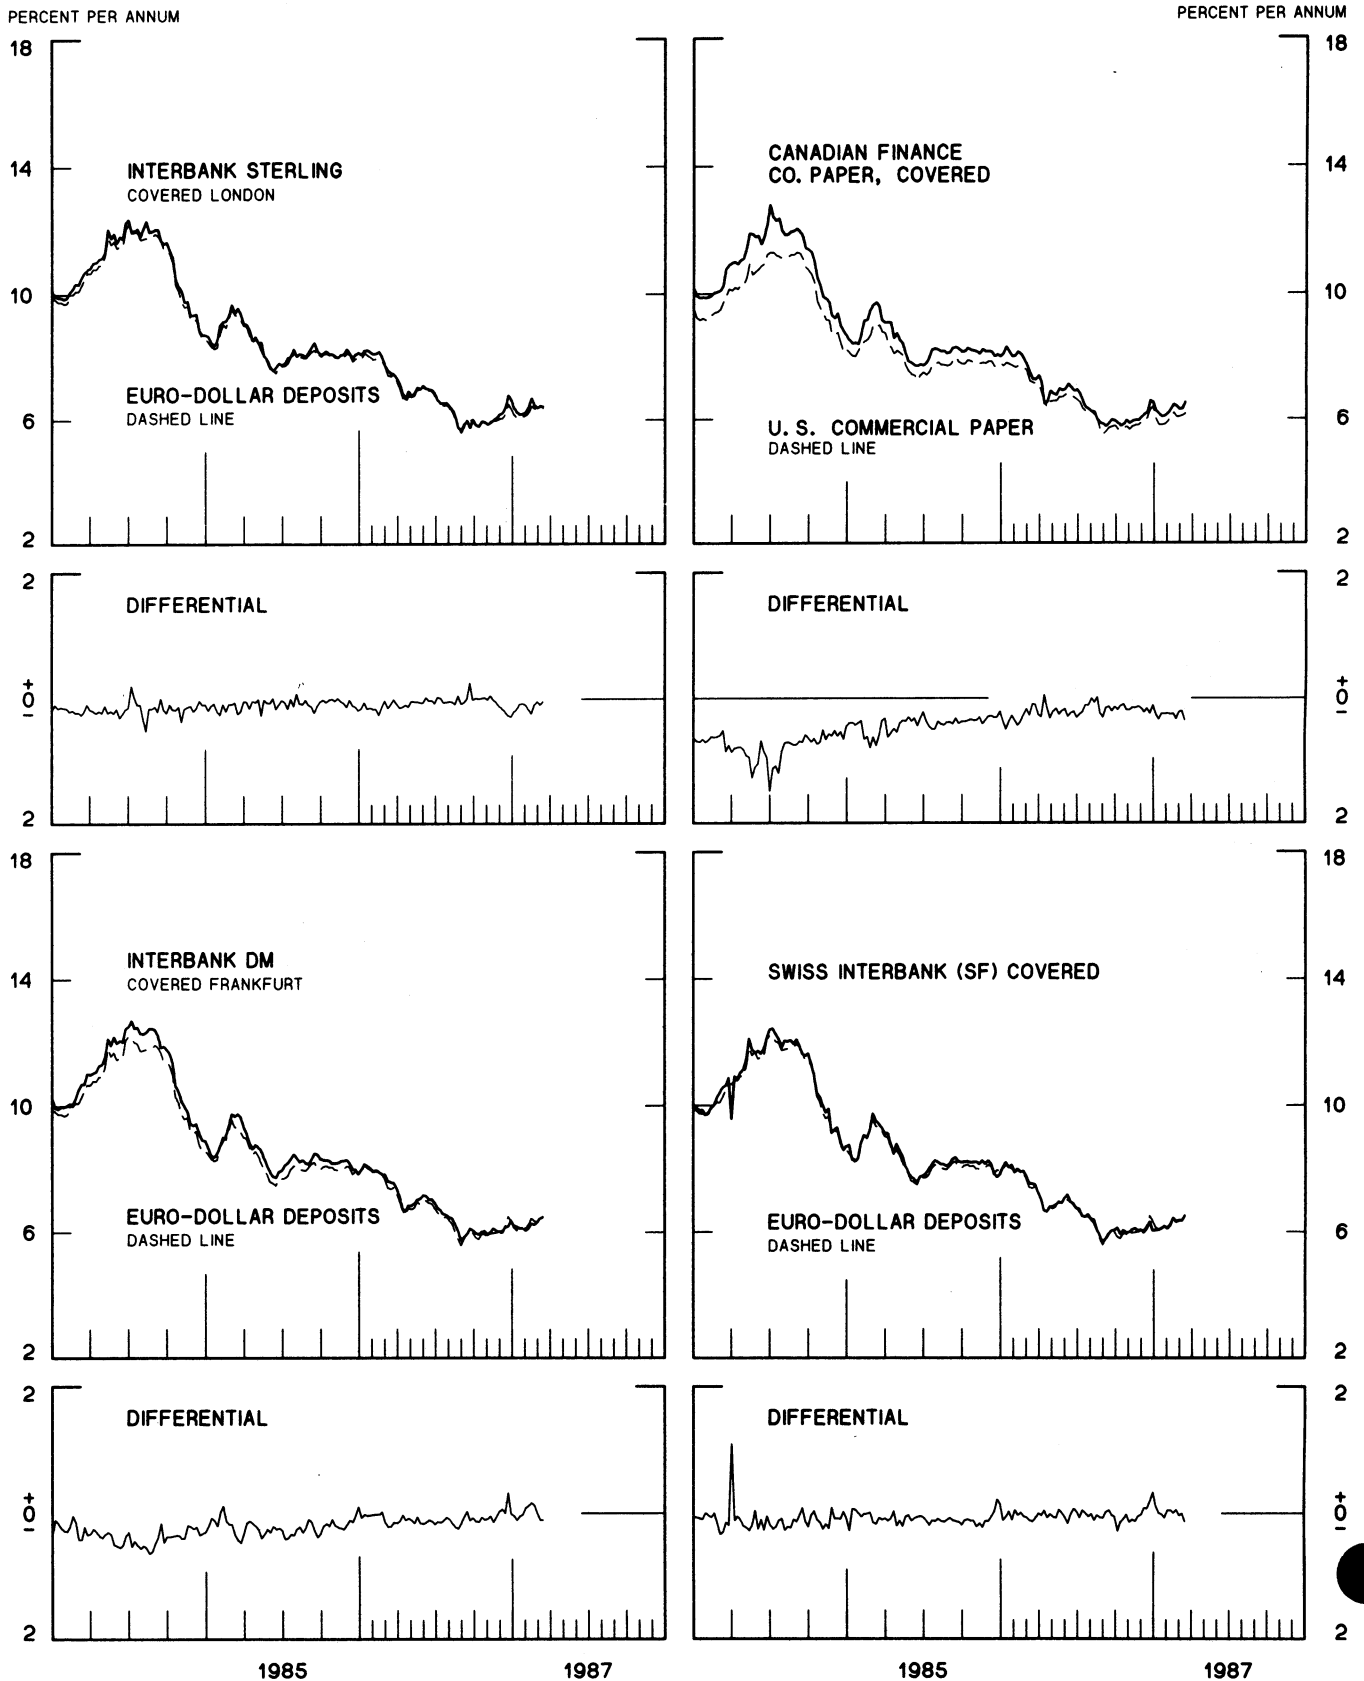 PERCENT PER ANNUM
PERCENT PER ANNUM
18
14
10
6
2
INTERBANK STERLING
COVERED LONDON
EURO-DOLLAR DEPOSITS
DASHED LINE
18
14
10
6
2
CANADIAN FINANCE
CO. PAPER, COVERED
U. S. COMMERCIAL PAPER
DASHED LINE
2
+
0
−
2
DIFFERENTIAL
2
+
0
−
2
DIFFERENTIAL
18
14
10
6
2
INTERBANK DM
COVERED FRANKFURT
EURO-DOLLAR DEPOSITS
DASHED LINE
18
14
10
6
2
SWISS INTERBANK (SF) COVERED
EURO-DOLLAR DEPOSITS
DASHED LINE
2
+
0
−
2
DIFFERENTIAL
2
+
0
−
2
DIFFERENTIAL
1985
1987
1985
1987